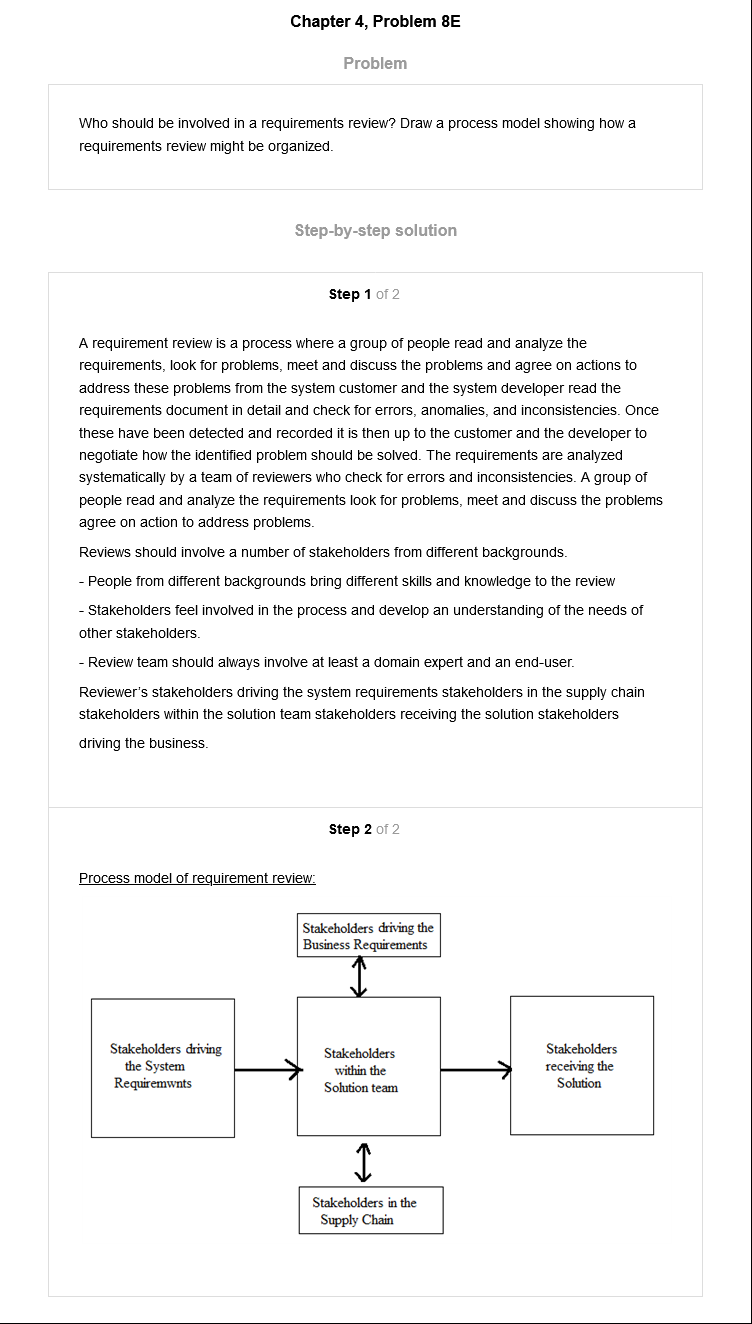 Chapter 4, Problem 8E
Problem
Who should be involved in a requirements review? Draw a process model showing how a
requirements review might be organized.
Step-by-step solution
Step 1 of 2
A requirement review is a process where a group of people read and analyze the
requirements, look for problems, meet and discuss the problems and agree on actions to
address these problems from the system customer and the system developer read the
requirements document in detail and check for errors, anomalies, and inconsistencies. Once
these have been detected and recorded it is then up to the customer and the developer to
negotiate how the identified problem should be solved. The requirements are analyzed
systematically by a team of reviewers who check for errors and inconsistencies. A group of
people read and analyze the requirements look for problems, meet and discuss the problems
agree on action to address problems.
Reviews should involve a number of stakeholders from different backgrounds.
- People from different backgrounds bring different skills and knowledge to the review
- Stakeholders feel involved in the process and develop an understanding of the needs of
other stakeholders.
- Review team should always involve at least a domain expert and an end-user.
Reviewer's stakeholders driving the system requirements stakeholders in the supply chain
stakeholders within the solution team stakeholders receiving the solution stakeholders
driving the business.
Step 2 of 2
Process model of requirement review:
Stakeholders driving the
Business Requirements
Stakeholders driving
the System
Requiremwnts
Stakeholders
within the
Solution team
Stakeholders
receiving the
Solution
Stakeholders in the
Supply Chain